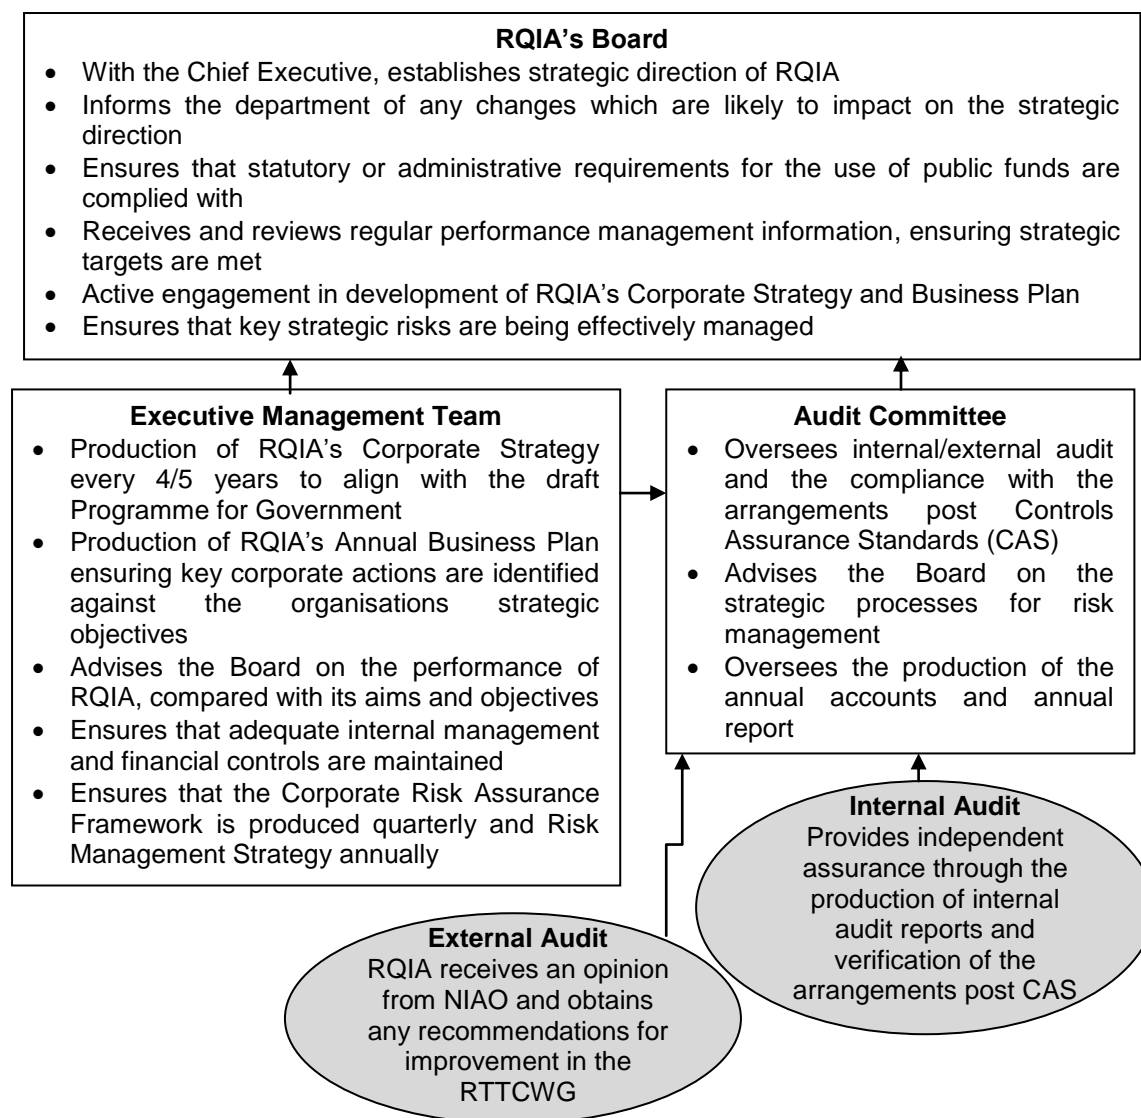 RQIA's Board
• With the Chief Executive, establishes strategic direction of RQIA
• Informs the department of any changes which are likely to impact on the strategic
direction
• Ensures that statutory or administrative requirements for the use of public funds are
complied with
• Receives and reviews regular performance management information, ensuring strategic
targets are met
• Active engagement in development of RQIA's Corporate Strategy and Business Plan
• Ensures that key strategic risks are being effectively managed
Executive Management Team
• Production of RQIA's Corporate Strategy
every 4/5 years to align with the draft
Programme for Government
• Production of RQIA's Annual Business Plan
ensuring key corporate actions are identified
against the organisations strategic
objectives
• Advises the Board on the performance of
RQIA, compared with its aims and objectives
• Ensures that adequate internal management
and financial controls are maintained
• Ensures that the Corporate Risk Assurance
Framework is produced quarterly and Risk
Management Strategy annually
Audit Committee
• Oversees internal/external audit
and the compliance with the
arrangements post Controls
Assurance Standards (CAS)
• Advises the Board on the
strategic processes for risk
management
• Oversees the production of the
annual accounts and annual
report
Internal Audit
Provides independent
assurance through the
production of internal
audit reports and
verification of the
arrangements post CAS
External Audit
RQIA receives an opinion
from NIAO and obtains
any recommendations for
improvement in the
RTTCWG